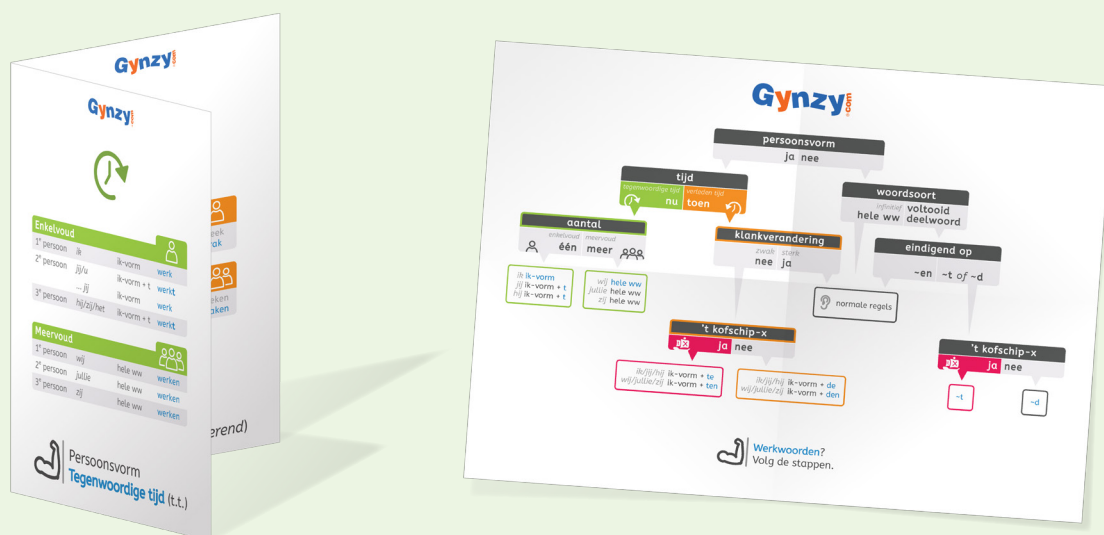 Gynzy.com
Gynzy.com
Enkelvoud
1e persoon ik ik-vorm werk
2e persoon jij/u ik-vorm + t werkt
... jij ik-vorm werk
3e persoon hij/zij/het ik-vorm + t werkt
Meervoud
1e persoon wij hele ww werken
2e persoon jullie hele ww werken
3e persoon zij hele ww werken
Persoonsvorm
Tegenwoordige tijd (t.t.)
eek
ak
eken
aken
erend)
Gynzy.com
persoonsvorm
ja nee
tijd
tegenwoordige tijd verleden tijd
nu toen
woordsoort
infinitief voltooid
hele ww deelwoord
aantal
enkelvoud meervoud
één meer
klankverandering
zwak sterk
nee ja
eindigend op
~en ~t of ~d
ik ik-vorm
jij ik-vorm + t
hij ik-vorm + t
wij hele ww
jullie hele ww
zij hele ww
normale regels
't kofschip-x
ja nee
't kofschip-x
ja nee
ik/jij/hij ik-vorm + te
wij/jullie/zij ik-vorm + ten
ik/jij/hij ik-vorm + de
wij/jullie/zij ik-vorm + den
~t
~d
Werkwoorden?
Volg de stappen.